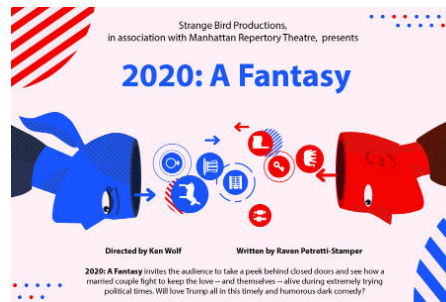 Strange Bird Productions,
in association with Manhattan Repertory Theatre, presents
2020: A Fantasy
Directed by Ken Wolf
Written by Raven Petretti-Stamper
2020: A Fantasy invites the audience to take a peek behind closed doors and see how a
married couple fight to keep the love -- and themselves -- alive during extremely trying
political times. Will love Trump all in this timely and humorous dark comedy?